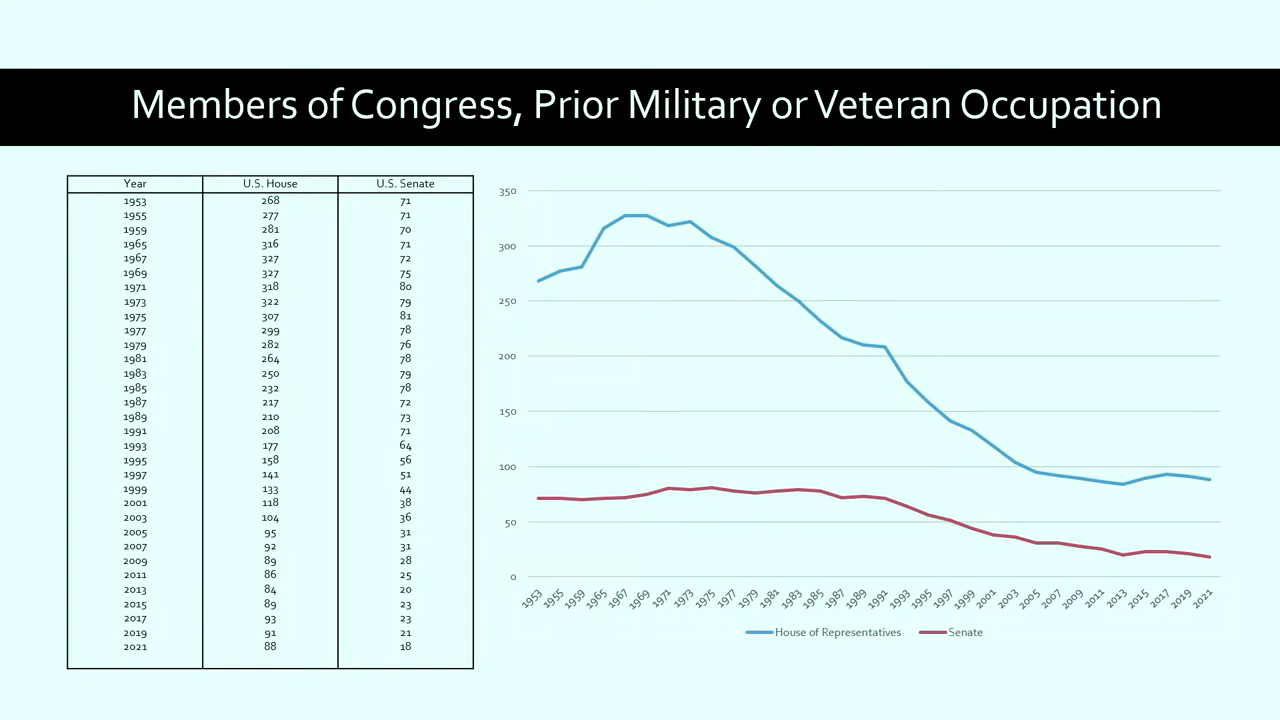 Members of Congress, Prior Military or Veteran Occupation
Year U.S. House U.S. Senate
1953 268 71
1955 277 71
1959 281 70
1965 316 71
1967 327 72
1969 327 75
1971 318 80
1973 322 79
1975 307 81
1977 299 78
1979 282 76
1981 264 78
1983 250 79
1985 232 78
1987 217 72
1989 210 73
1991 208 71
1993 177 64
1995 158 56
1997 141 51
1999 133 44
2001 118 38
2003 104 36
2005 95 31
2007 92 31
2009 89 28
2011 86 25
2013 84 20
2015 89 23
2017 93 23
2019 91 21
2021 88 18
350
300
250
200
150
100
50
0
1953 1955 1959 1965 1967 1969 1971 1973 1975 1977 1979 1981 1983 1985 1987 1989 1991 1993 1995 1997 1999 2001 2003 2005 2007 2009 2011 2013 2015 2017 2019 2021
House of Representatives Senate